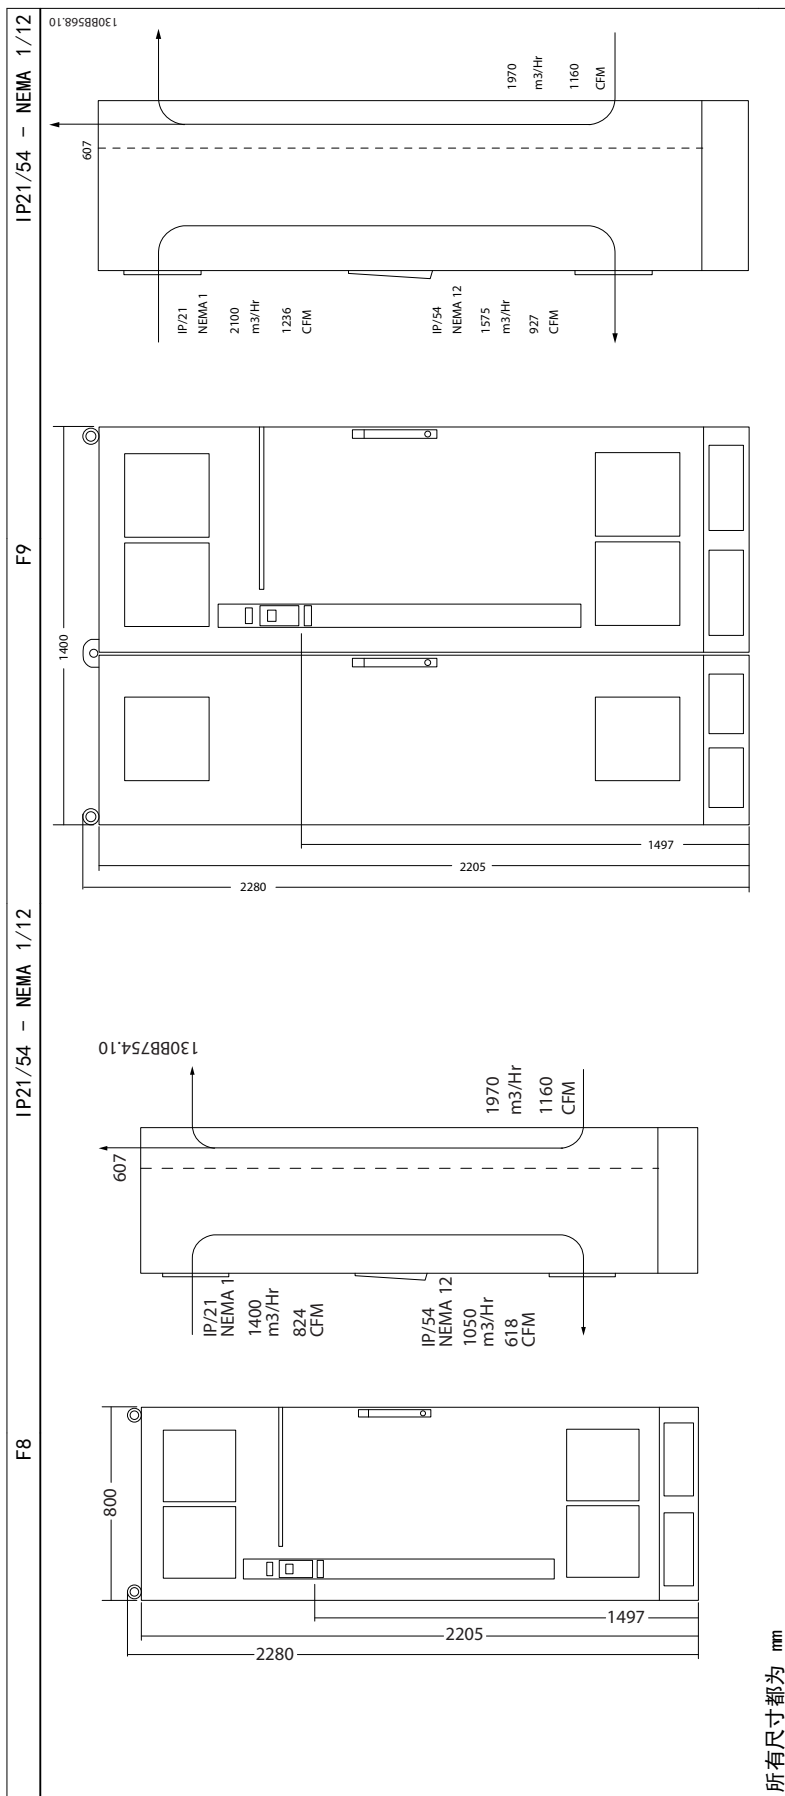 F8
IP21/54 - NEMA 1/12
F9
IP21/54 - NEMA 1/12
130BB754.10
607
1970
m3/Hr
1160
CFM
IP/21
NEMA 1
1400
m3/Hr
824
CFM
IP/54
NEMA 12
1050
m3/Hr
618
CFM
800
1497
2205
2280
130BB568.10
607
1970
m3/Hr
1160
CFM
IP/21
NEMA 1
2100
m3/Hr
1236
CFM
IP/54
NEMA 12
1575
m3/Hr
927
CFM
1400
1497
2205
2280
所有尺寸都为 mm